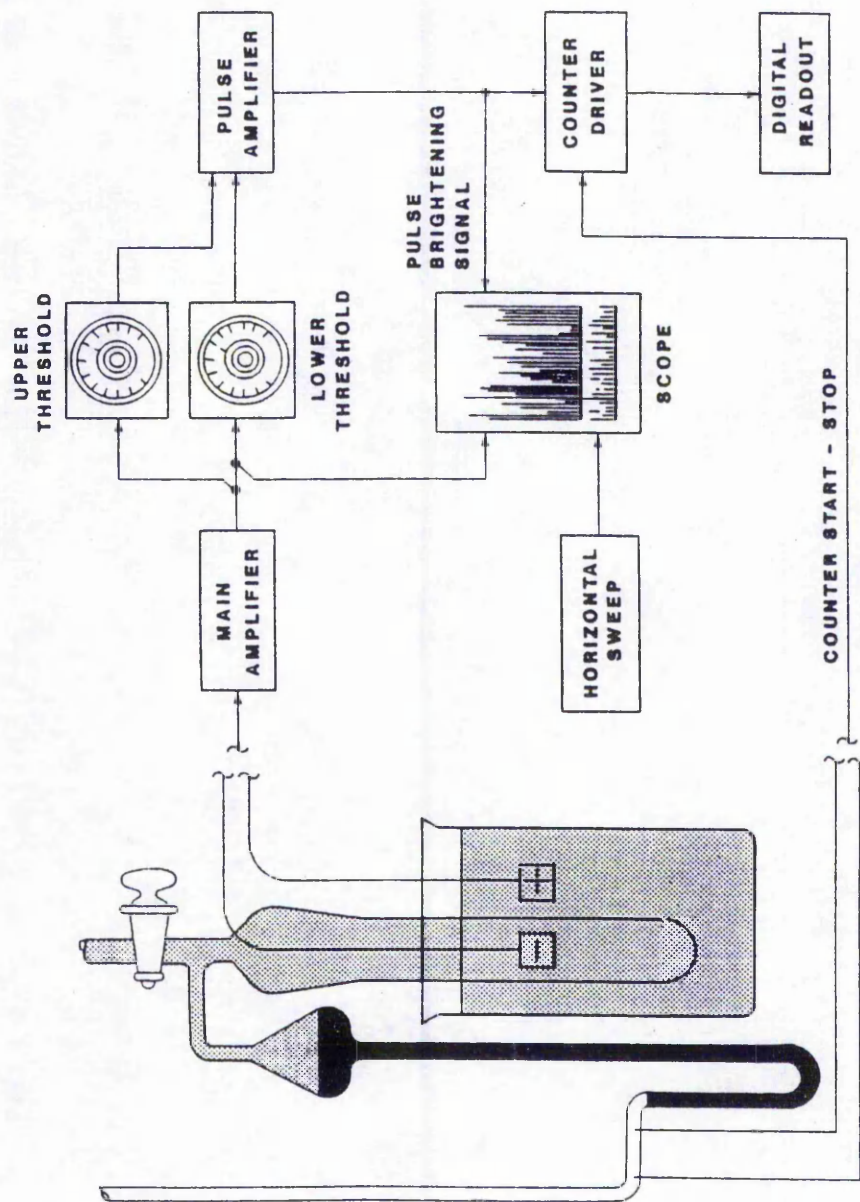 UPPER
THRESHOLD
LOWER
THRESHOLD
PULSE
AMPLIFIER
MAIN
AMPLIFIER
PULSE
BRIGHTENING
SIGNAL
COUNTER
DRIVER
DIGITAL
READOUT
SCOPE
HORIZONTAL
SWEEP
COUNTER START - STOP